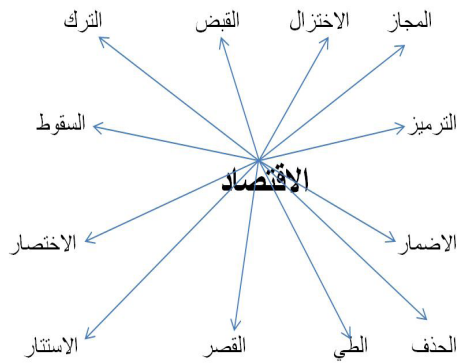 المجاز الاختزال القبض الترك
الترميز السقوط
الاقتصاد
الاضمار الاختصار
الحذف الطي القصر الاستتار